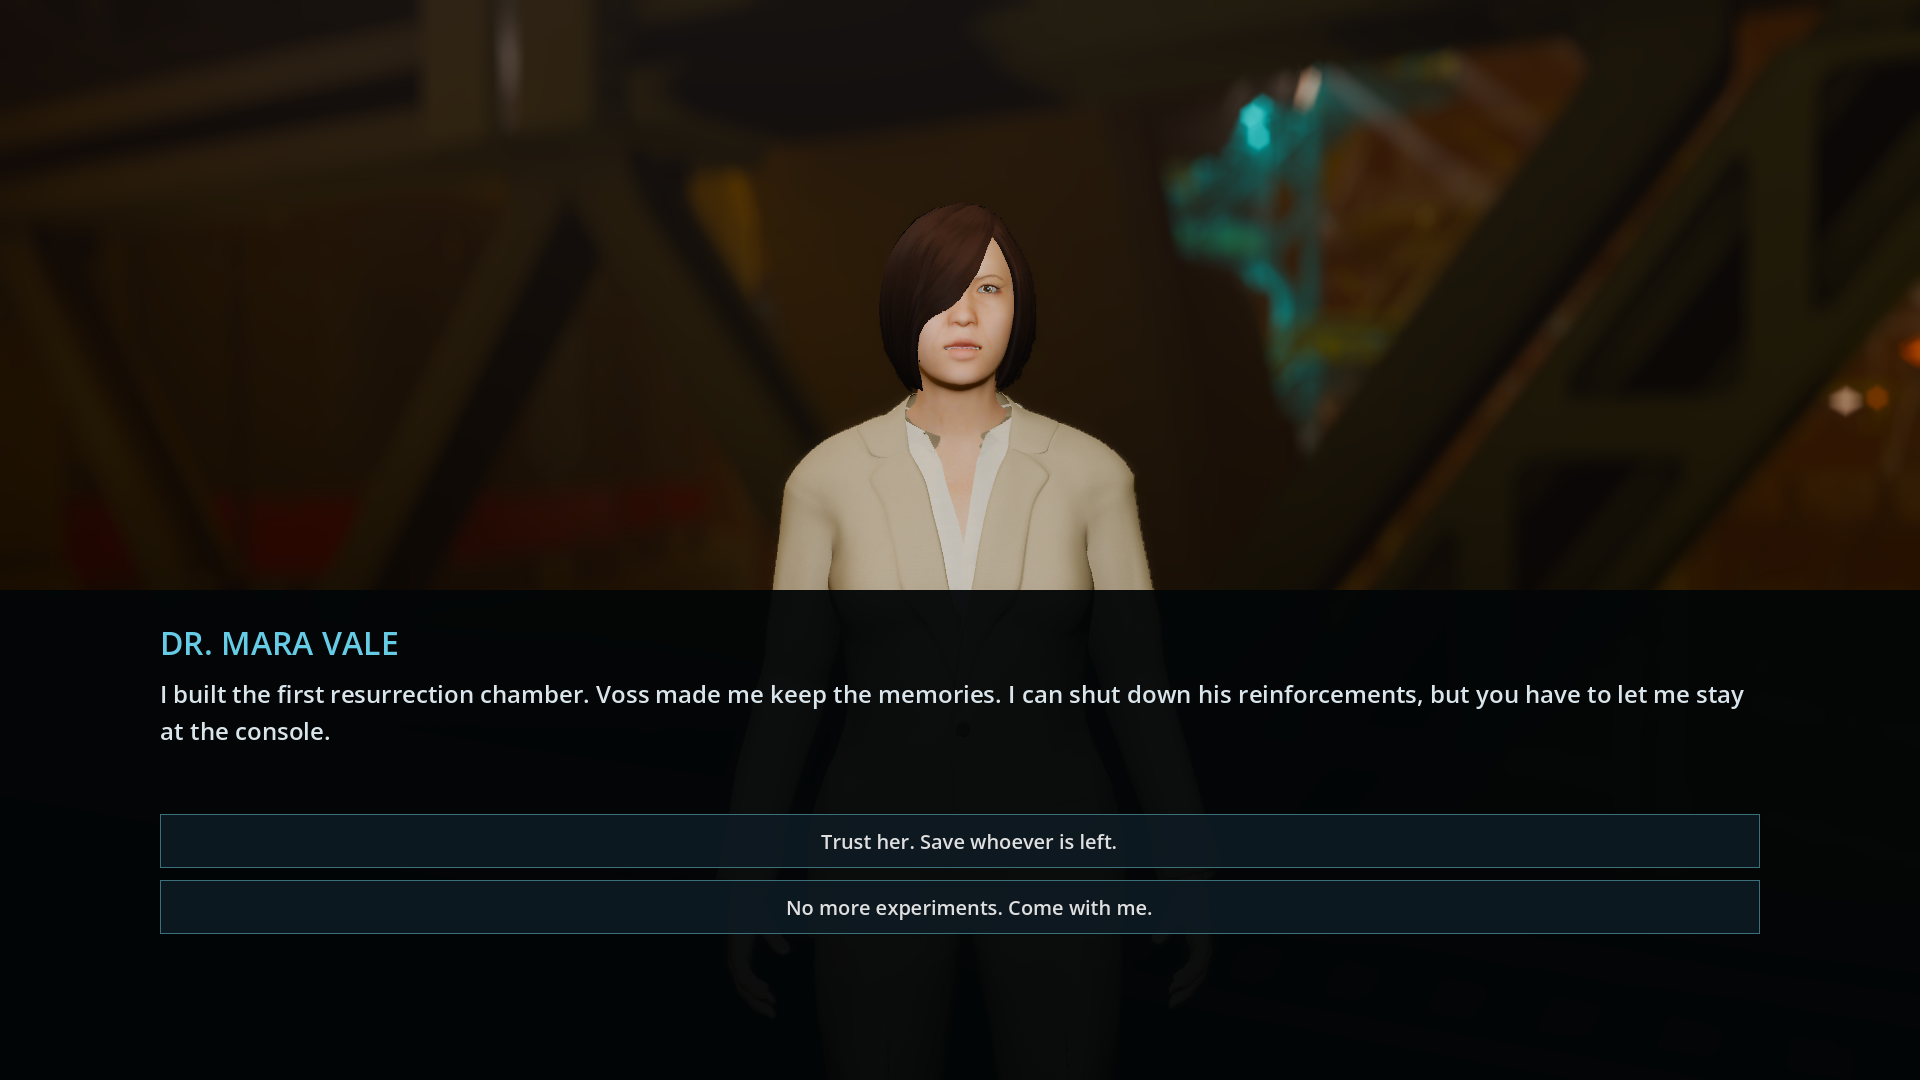 DR. MARA VALE
I built the first resurrection chamber. Voss made me keep the memories. I can shut down his reinforcements, but you have to let me stay
at the console.
Trust her. Save whoever is left.
No more experiments. Come with me.